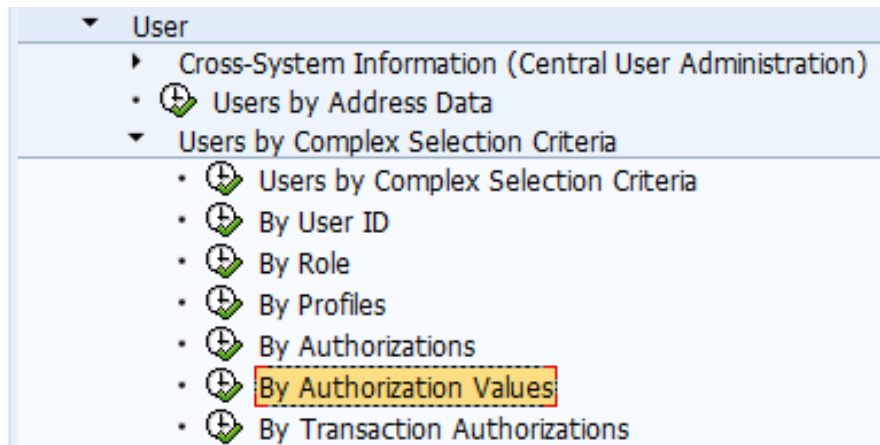 User
Cross-System Information (Central User Administration)
Users by Address Data
Users by Complex Selection Criteria
Users by Complex Selection Criteria
By User ID
By Role
By Profiles
By Authorizations
By Authorization Values
By Transaction Authorizations